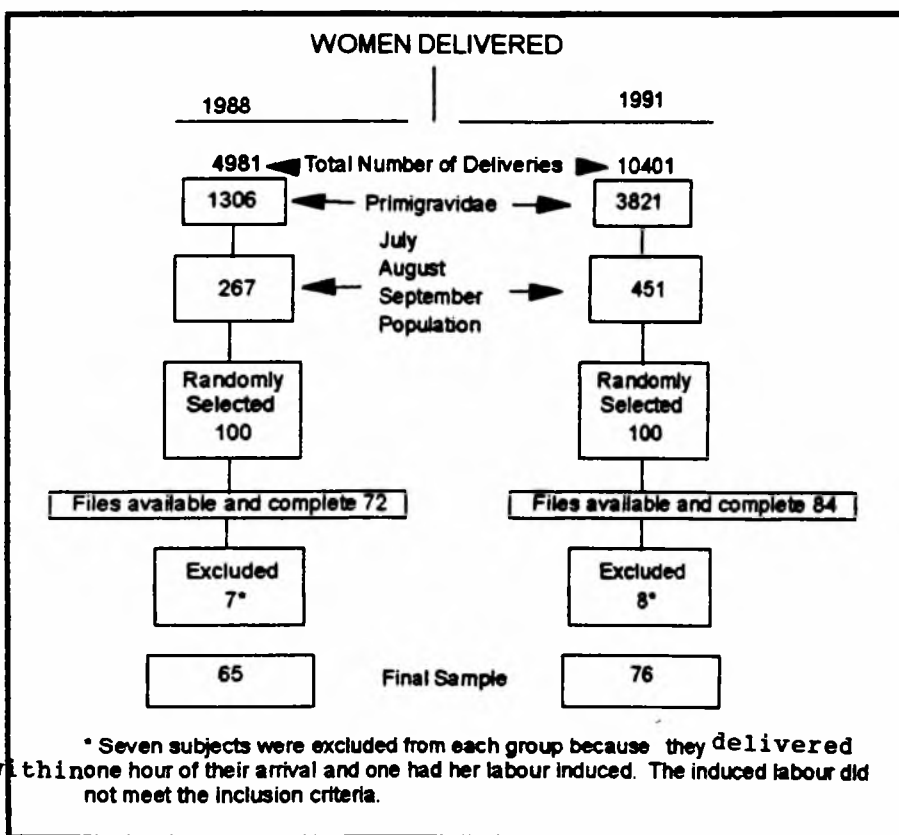 WOMEN DELIVERED
1988 1991
4981 Total Number of Deliveries 10401
1306 Primigravidae 3821
July
August
September
Population
267 451
Randomly
Selected
100
Randomly
Selected
100
Files available and complete 72 Files available and complete 84
Excluded
7*
Excluded
8*
65 Final Sample 76
* Seven subjects were excluded from each group because they delivered
ithin one hour of their arrival and one had her labour induced. The induced labour did
not meet the inclusion criteria.